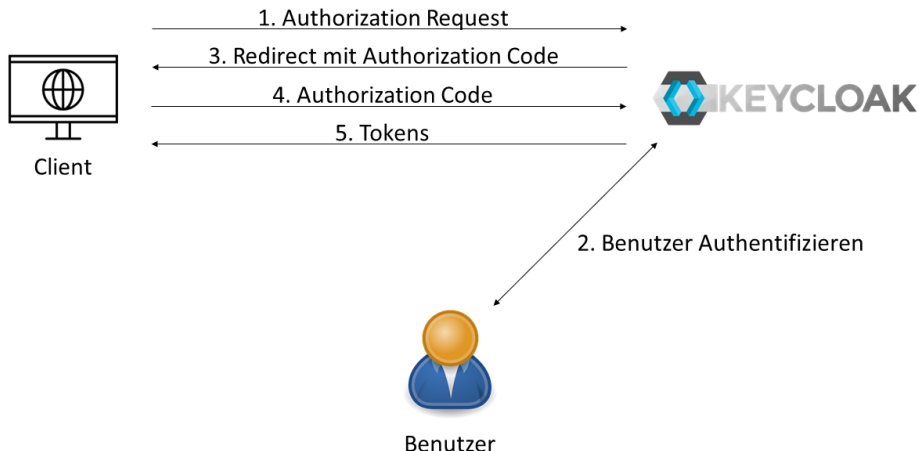 1. Authorization Request
3. Redirect mit Authorization Code
4. Authorization Code
5. Tokens
Client
KEYCLOAK
2. Benutzer Authentifizieren
Benutzer